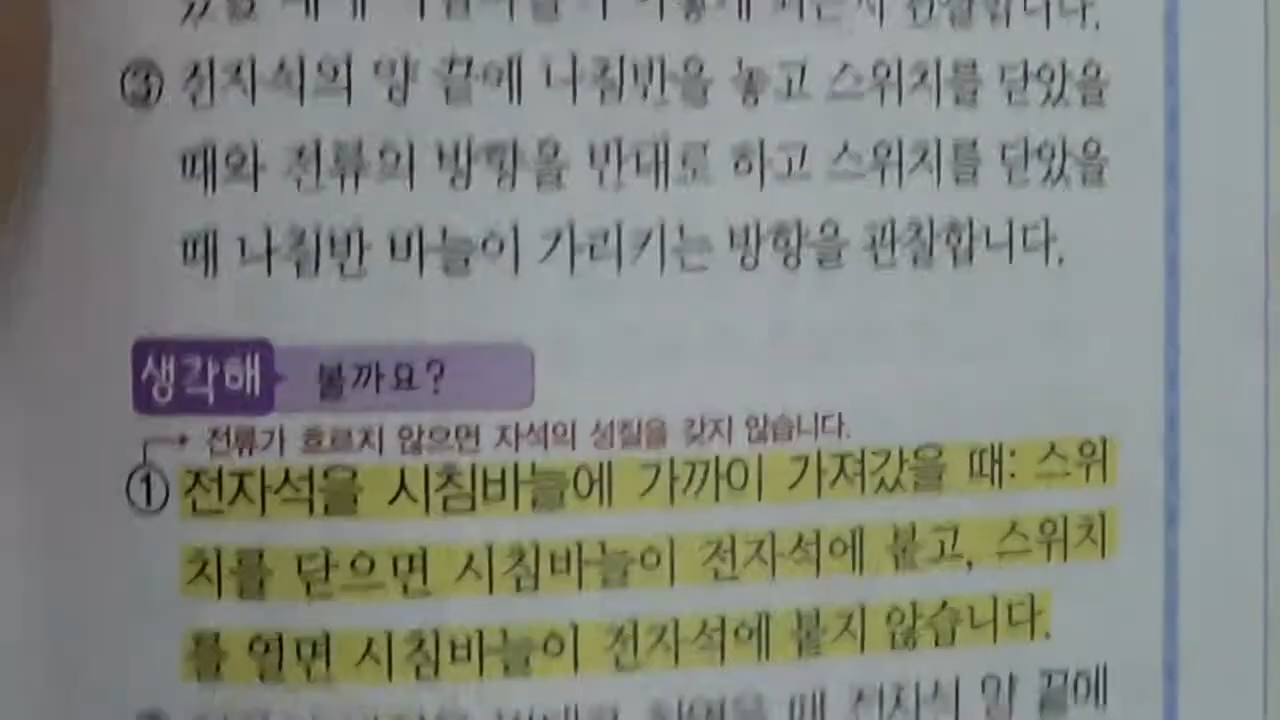 ③ 전자석의 양 끝에 나침반을 놓고 스위치를 닫았을
때와 전류의 방향을 반대로 하고 스위치를 닫았을
때 나침반 바늘이 가리키는 방향을 관찰합니다.
생각해 볼까요?
전류가 흐르지 않으면 자석의 성질을 갖지 않습니다.
① 전자석을 시침바늘에 가까이 가져갔을 때: 스위
치를 닫으면 시침바늘이 전자석에 붙고, 스위치
를 열면 시침바늘이 전자석에 붙지 않습니다.
때 전자석 양 끝에